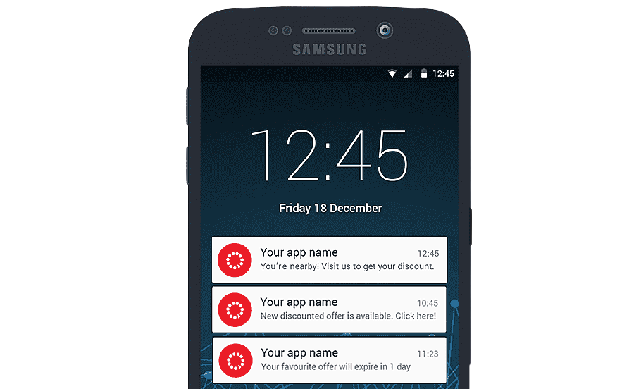 SAMSUNG
12:45
12:45
Friday 18 December
Your app name 12:45
You're nearby! Visit us to get your discount.
Your app name 10:45
New discounted offer is available. Click here!
Your app name 11:23
Your favourite offer will expire in 1 day